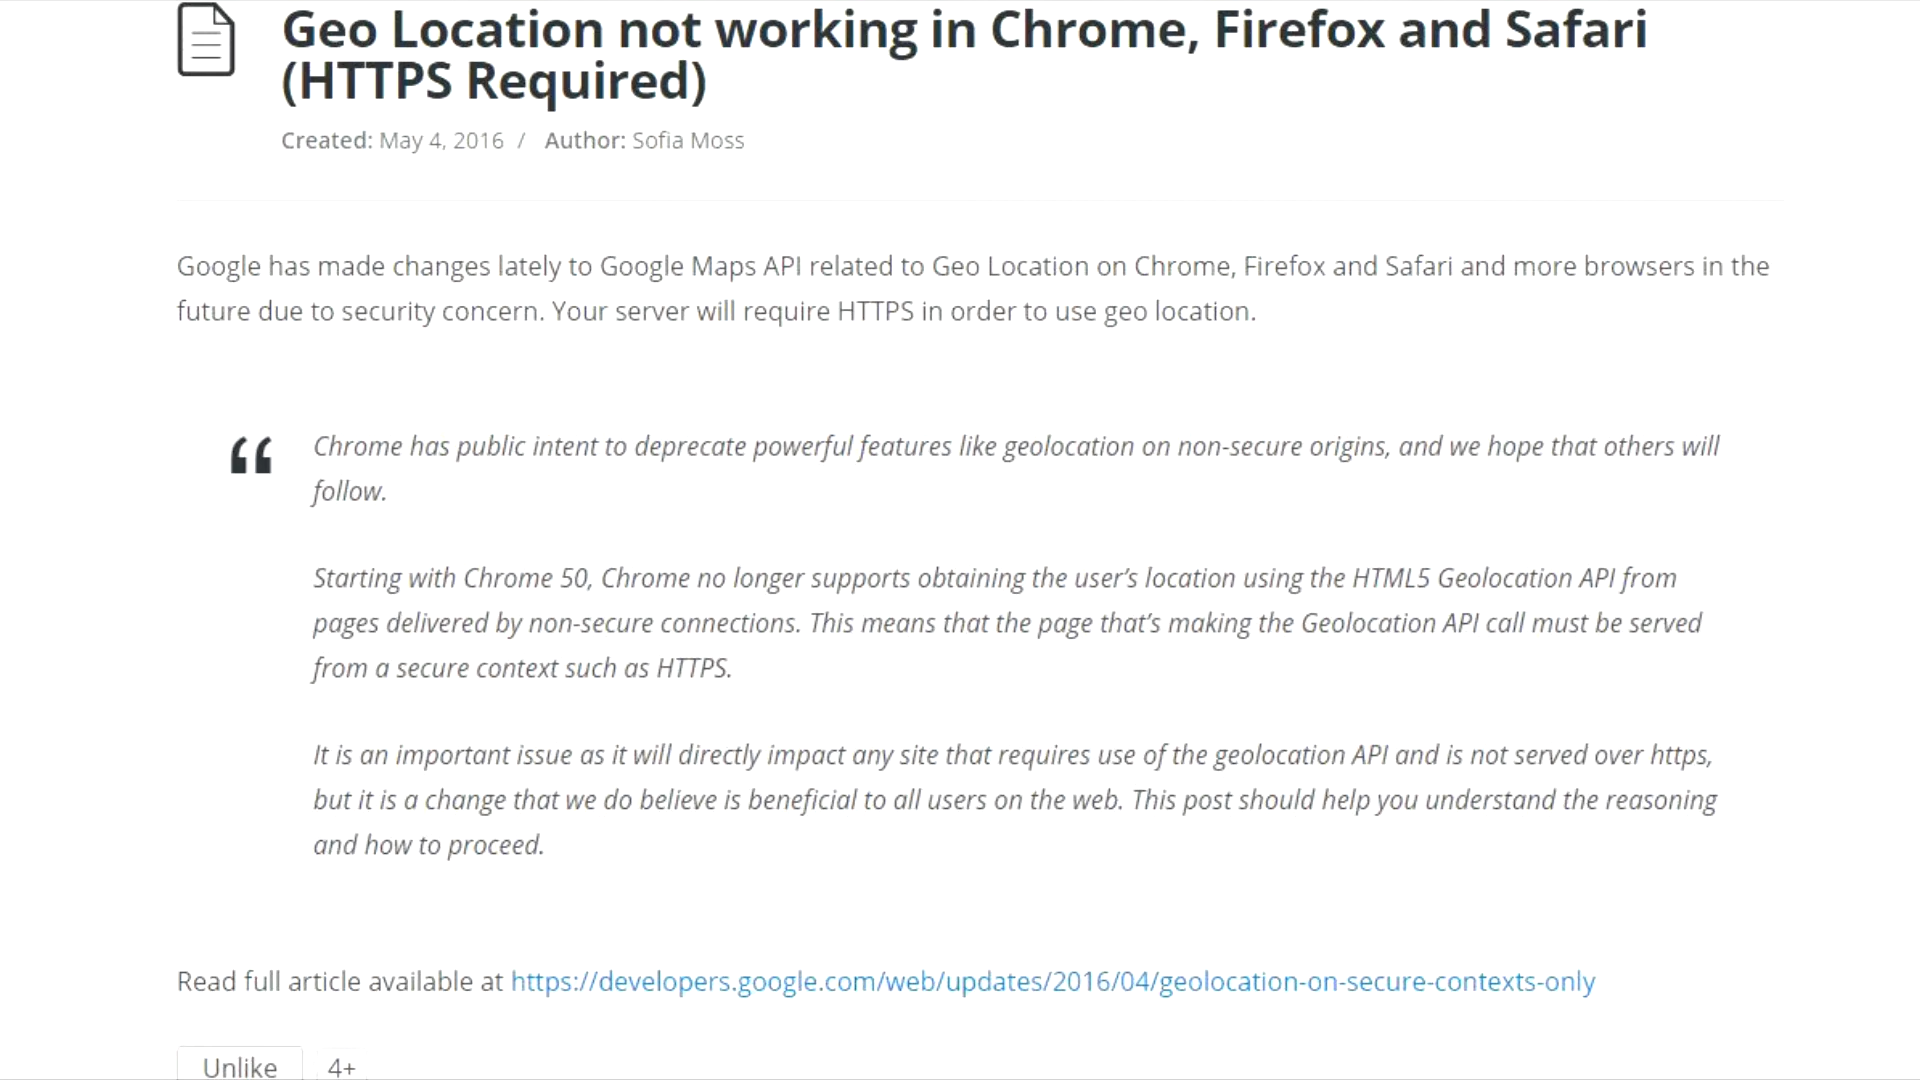 Geo Location not working in Chrome, Firefox and Safari
(HTTPS Required)
Created: May 4, 2016 / Author: Sofia Moss
Google has made changes lately to Google Maps API related to Geo Location on Chrome, Firefox and Safari and more browsers in the
future due to security concern. Your server will require HTTPS in order to use geo location.
“ Chrome has public intent to deprecate powerful features like geolocation on non-secure origins, and we hope that others will
follow.
Starting with Chrome 50, Chrome no longer supports obtaining the user’s location using the HTML5 Geolocation API from
pages delivered by non-secure connections. This means that the page that’s making the Geolocation API call must be served
from a secure context such as HTTPS.
It is an important issue as it will directly impact any site that requires use of the geolocation API and is not served over https,
but it is a change that we do believe is beneficial to all users on the web. This post should help you understand the reasoning
and how to proceed.
Read full article available at https://developers.google.com/web/updates/2016/04/geolocation-on-secure-contexts-only
Unlike 4+